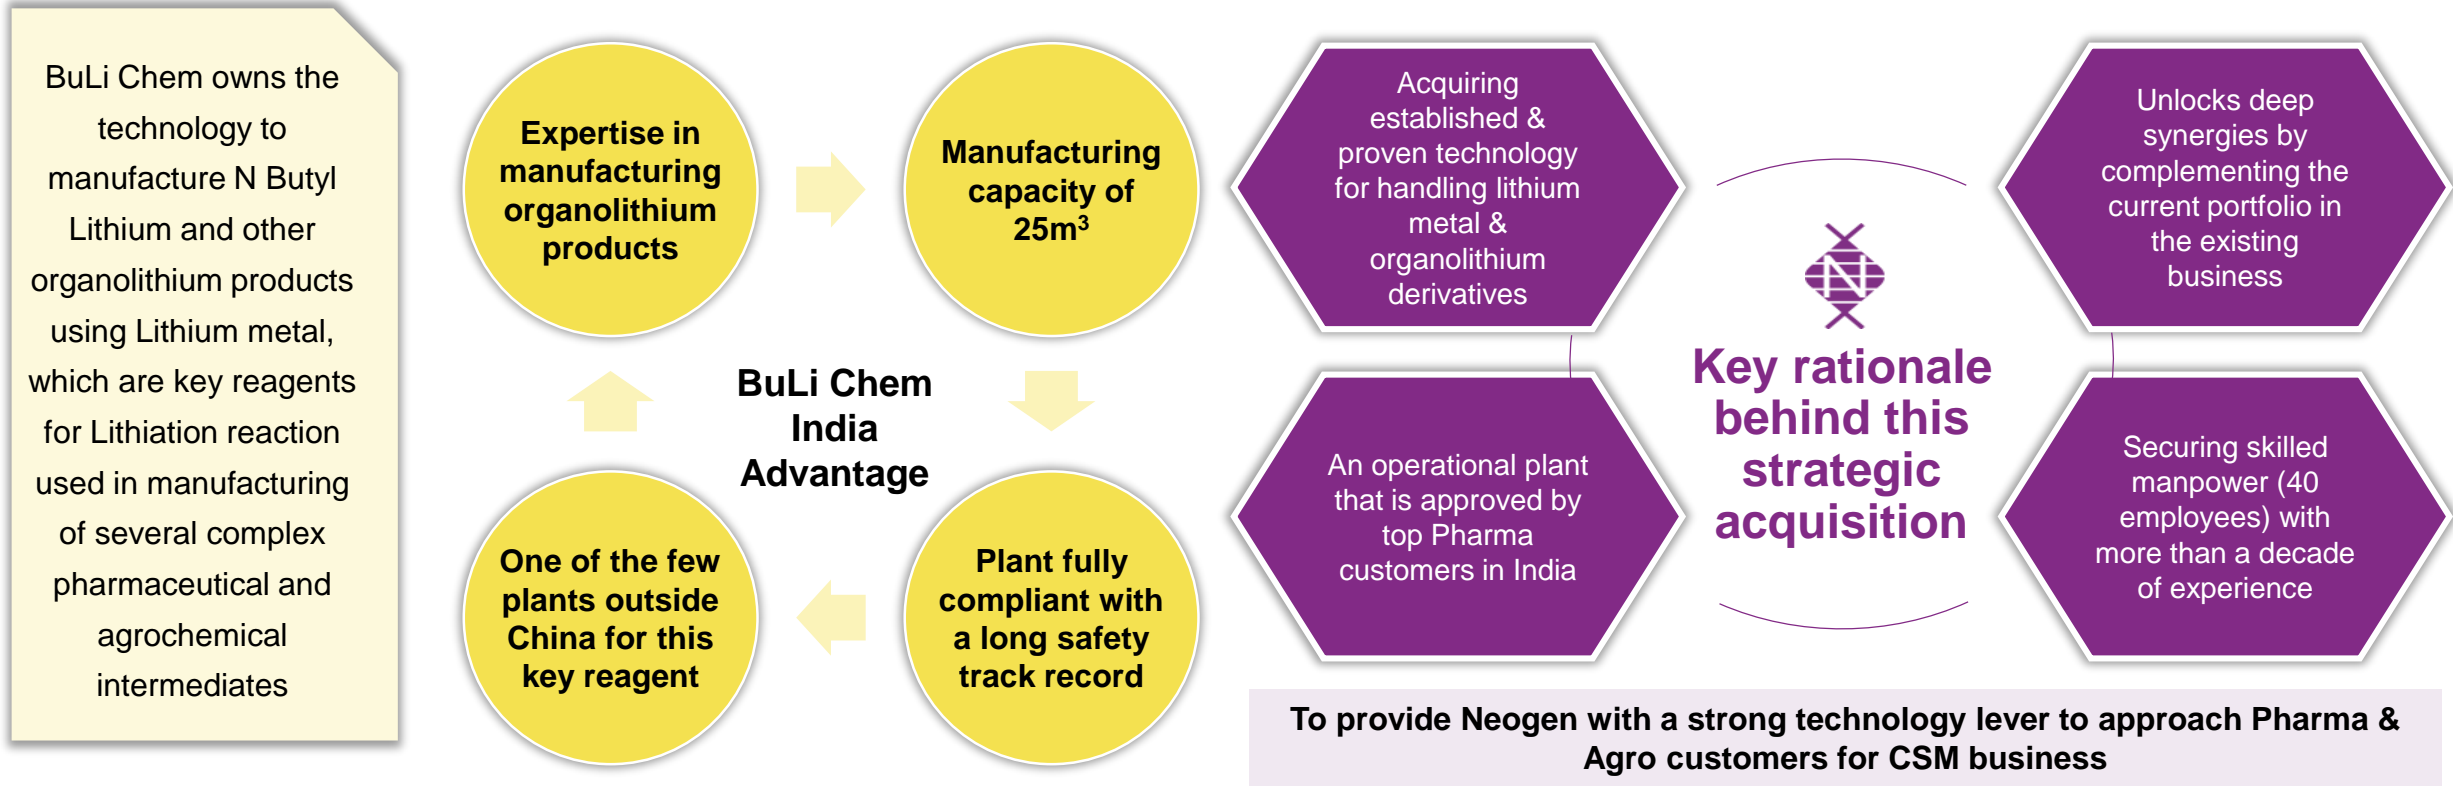 BuLi Chem owns the
technology to
manufacture N Butyl
Lithium and other
organolithium products
using Lithium metal,
which are key reagents
for Lithiation reaction
used in manufacturing
of several complex
pharmaceutical and
agrochemical
intermediates
Expertise in
manufacturing
organolithium
products
Manufacturing
capacity of
25m³
BuLi Chem
India
Advantage
One of the few
plants outside
China for this
key reagent
Plant fully
compliant with
a long safety
track record
Acquiring
established &
proven technology
for handling lithium
metal &
organolithium
derivatives
Unlocks deep
synergies by
complementing the
current portfolio in
the existing
business
N
Key rationale
behind this
strategic
acquisition
An operational plant
that is approved by
top Pharma
customers in India
Securing skilled
manpower (40
employees) with
more than a decade
of experience
To provide Neogen with a strong technology lever to approach Pharma &
Agro customers for CSM business